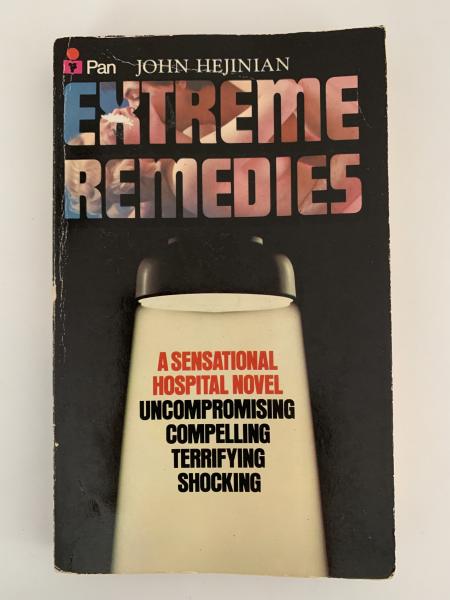 Pan JOHN HEJINIAN
EXTREME
REMEDIES
A SENSATIONAL
HOSPITAL NOVEL
UNCOMPROMISING
COMPELLING
TERRIFYING
SHOCKING